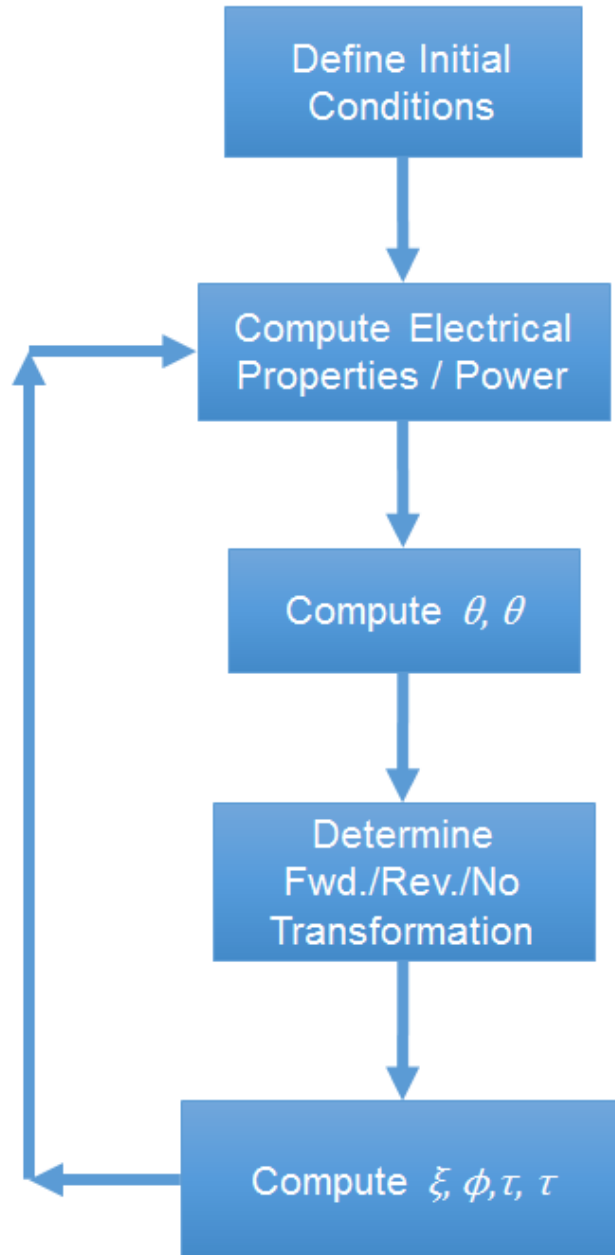 Define Initial
Conditions
Compute Electrical
Properties / Power
Compute θ, θ
Determine
Fwd./Rev./No
Transformation
Compute ξ, ϕ,τ, τ